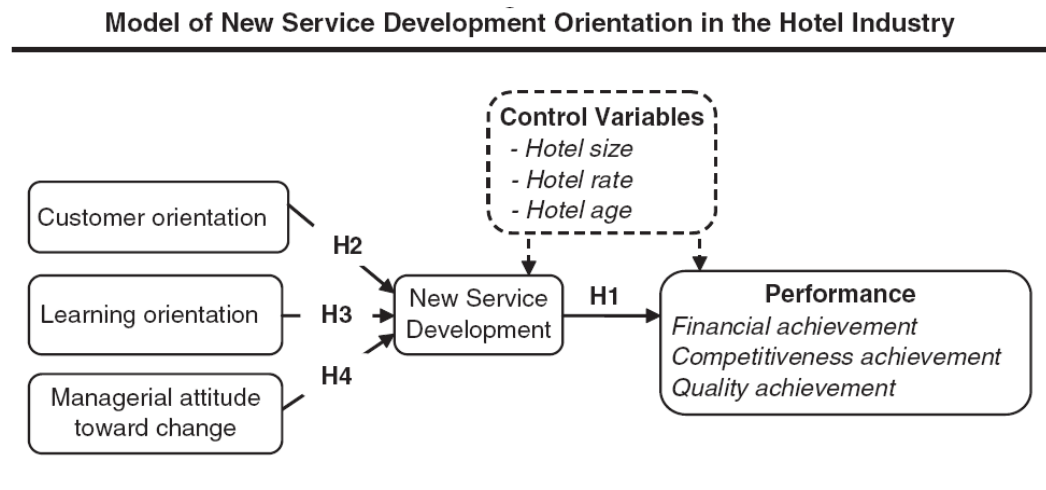 Model of New Service Development Orientation in the Hotel Industry
Control Variables
- Hotel size
- Hotel rate
- Hotel age
Customer orientation
H2
Learning orientation
H3
H4
Managerial attitude
toward change
New Service
Development
H1
Performance
Financial achievement
Competitiveness achievement
Quality achievement